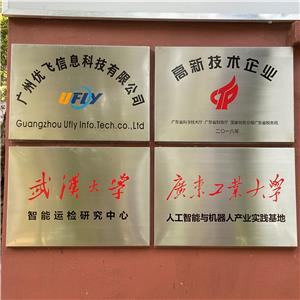 广州优飞信息科技有限公司
UFLY
Guangzhou Ufly Info.Tech.co.,Ltd
高新技术企业
广东省科学技术厅 广东省财政厅 国家税务总局广东省税务局
二〇一八年
武漢大学
智能运检研究中心
廣東工業大学
人工智能与机器人产业实践基地